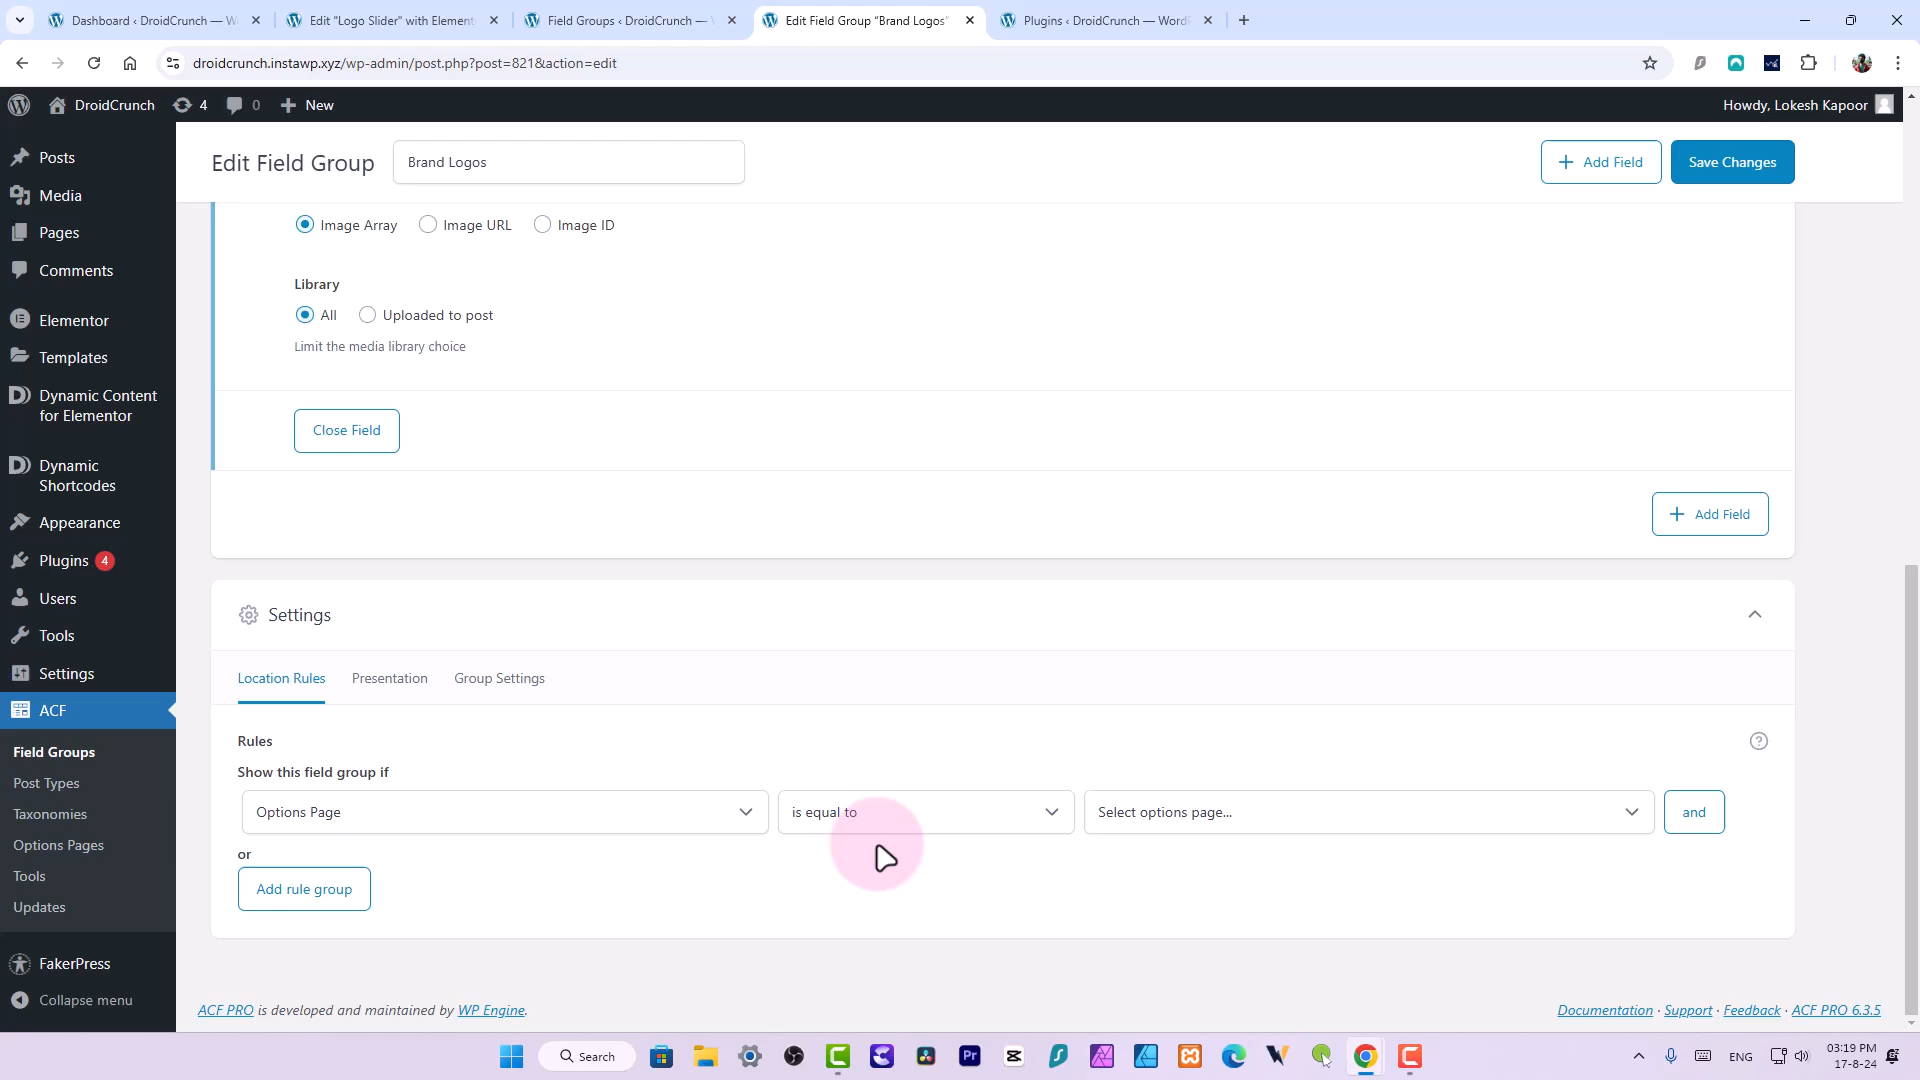 Dashboard ‹ DroidCrunch — W
Edit "Logo Slider" with Element
Field Groups ‹ DroidCrunch —
Edit Field Group "Brand Logos"
Plugins ‹ DroidCrunch — WordP
droidcrunch.instawp.xyz/wp-admin/post.php?post=821&action=edit
DroidCrunch
4
0
New
Howdy, Lokesh Kapoor
Posts
Media
Pages
Comments
Elementor
Templates
Dynamic Content
for Elementor
Dynamic
Shortcodes
Appearance
Plugins 4
Users
Tools
Settings
ACF
Field Groups
Post Types
Taxonomies
Options Pages
Tools
Updates
FakerPress
Collapse menu
Edit Field Group
Brand Logos
+ Add Field
Save Changes
Image Array
Image URL
Image ID
Library
All
Uploaded to post
Limit the media library choice
Close Field
+ Add Field
Settings
Location Rules
Presentation
Group Settings
Rules
Show this field group if
Options Page
is equal to
Select options page...
and
or
Add rule group
ACF PRO is developed and maintained by WP Engine.
Documentation · Support · Feedback · ACF PRO 6.3.5
Search
Pr
ENG
03:19 PM
17-8-24